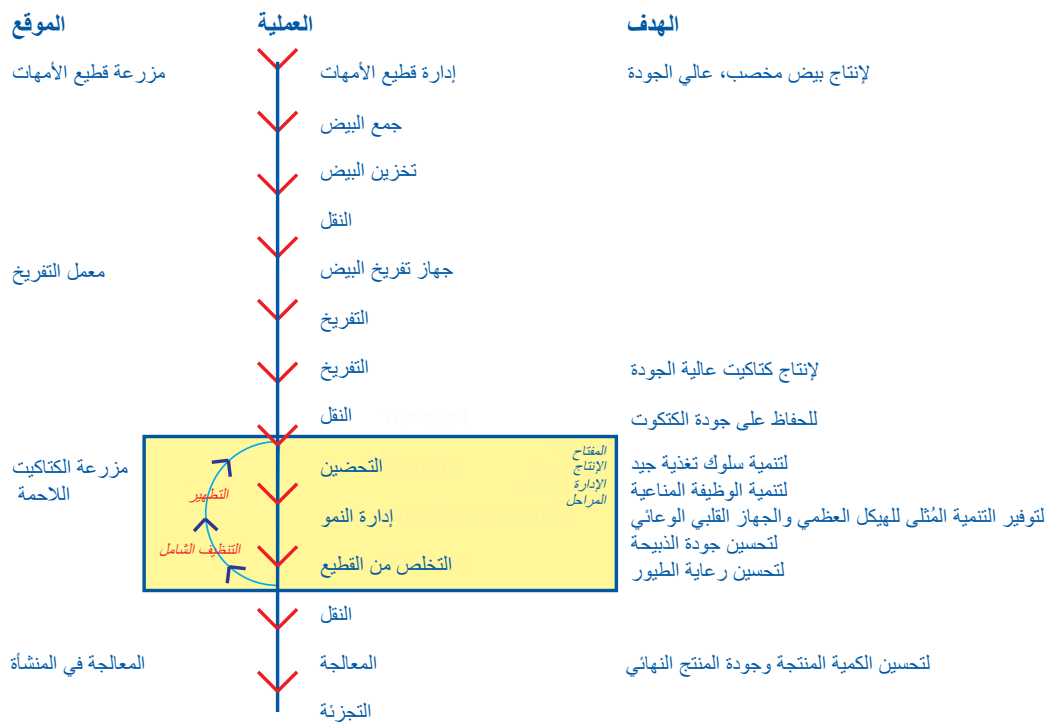 الموقع
العملية
الهدف
مزرعة قطيع الأمهات
إدارة قطيع الأمهات
لإنتاج بيض مخصب، عالي الجودة
جمع البيض
تخزين البيض
النقل
معمل التفريخ
جهاز تفريخ البيض
التفريخ
التفريخ
لإنتاج كتاكيت عالية الجودة
النقل
Transport
للحفاظ على جودة الكتكوت
المفتاح
الإنتاج
الإدارة
المراحل
مزرعة الكتاكيت
اللاحمة
التحضين
لتنمية سلوك تغذية جيد
لتنمية الوظيفة المناعية
التطهير
إدارة النمو
لتوفير التنمية المُثلى للهيكل العظمي والجهاز القلبي الوعائي
لتحسين جودة الذبيحة
التنظيف الشامل
التخلص من القطيع
لتحسين رعاية الطيور
النقل
المعالجة في المنشأة
المعالجة
لتحسين الكمية المنتجة وجودة المنتج النهائي
التجزئة